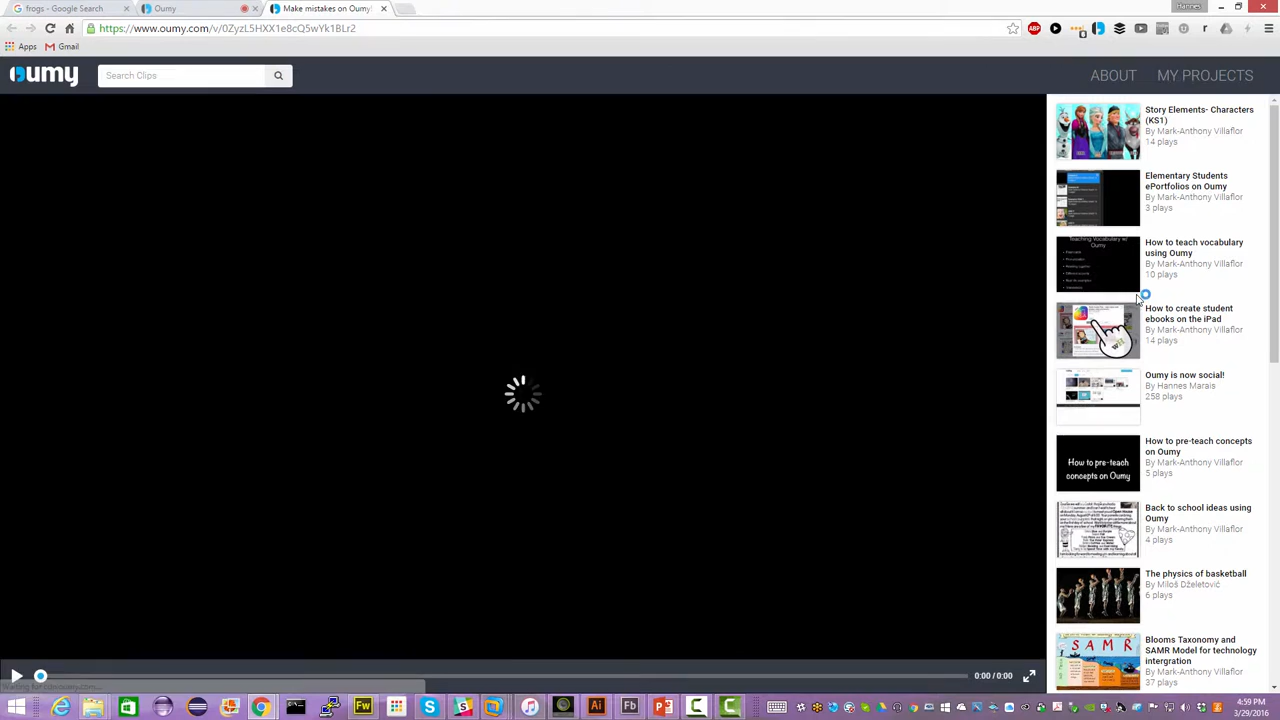 frogs - Google Search
Oumy
Make mistakes on Oumy!
Hannes
https://www.oumy.com/v/0ZyzL5HXX1e8cQ5wYk1BLr2
Apps
Gmail
oumy
Search Clips
ABOUT
MY PROJECTS
Story Elements- Characters
(KS1)
By Mark-Anthony Villaflor
14 plays
Elementary Students
ePortfolios on Oumy
By Mark-Anthony Villaflor
3 plays
Teaching Vocabulary w/
Oumy
How to teach vocabulary
using Oumy
By Mark-Anthony Villaflor
10 plays
How to create student
ebooks on the iPad
By Mark-Anthony Villaflor
14 plays
Oumy is now social!
By Hannes Marais
258 plays
How to pre-teach
concepts on Oumy
How to pre-teach concepts
on Oumy
By Mark-Anthony Villaflor
5 plays
Back to school ideas using
Oumy
By Mark-Anthony Villaflor
4 plays
The physics of basketball
By Miloš Dželetović
6 plays
SAMR
Blooms Taxonomy and
SAMR Model for technology
intergration
By Mark-Anthony Villaflor
37 plays
0:00 / 0:00
4:59 PM
3/29/2016